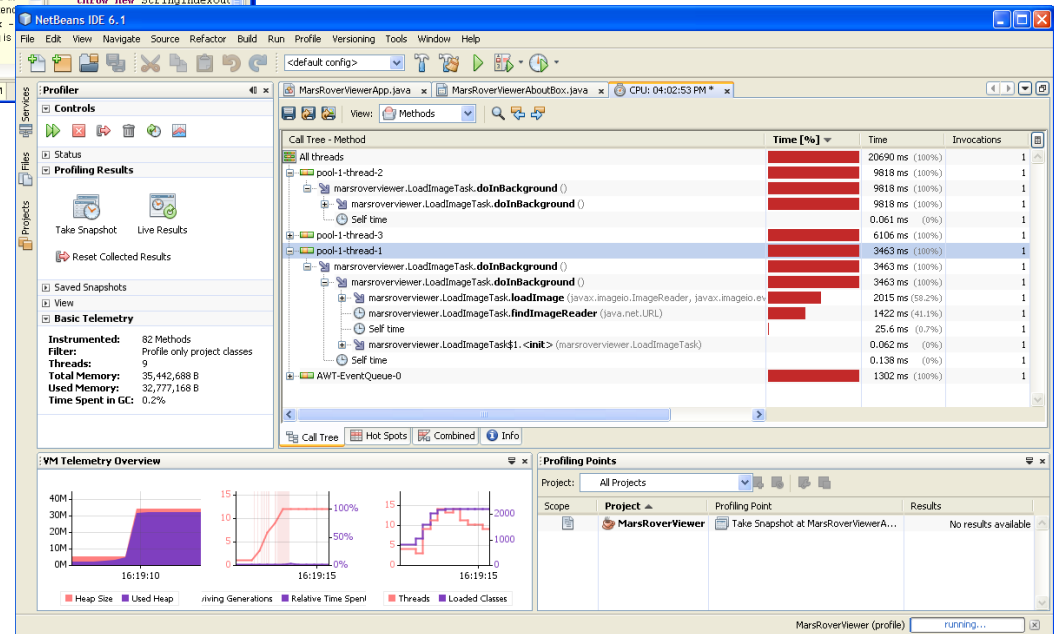 throw new StringIndexOut
NetBeans IDE 6.1
File Edit View Navigate Source Refactor Build Run Profile Versioning Tools Window Help
<default config>
Services
Files
Projects
Profiler
Controls
Status
Profiling Results
Take Snapshot Live Results
Reset Collected Results
Saved Snapshots
View
Basic Telemetry
Instrumented: 82 Methods
Filter: Profile only project classes
Threads: 9
Total Memory: 35,442,688 B
Used Memory: 32,777,168 B
Time Spent in GC: 0.2%
MarsRoverViewerApp.java x MarsRoverViewerAboutBox.java x CPU: 04:02:53 PM * x
View: Methods
Call Tree - Method Time [%] Time Invocations
All threads 20690 ms (100%) 1
pool-1-thread-2 9818 ms (100%) 1
marsroverviewer.LoadImageTask.doInBackground () 9818 ms (100%) 1
marsroverviewer.LoadImageTask.doInBackground () 9818 ms (100%) 1
Self time 0.061 ms (0%) 1
pool-1-thread-3 6106 ms (100%) 1
pool-1-thread-1 3463 ms (100%) 1
marsroverviewer.LoadImageTask.doInBackground () 3463 ms (100%) 1
marsroverviewer.LoadImageTask.doInBackground () 3463 ms (100%) 1
marsroverviewer.LoadImageTask.loadImage (javax.imageio.ImageReader, javax.imageio.ev 2015 ms (58.2%) 1
marsroverviewer.LoadImageTask.findImageReader (java.net.URL) 1422 ms (41.1%) 1
Self time 25.6 ms (0.7%) 1
marsroverviewer.LoadImageTask$1.<init> (marsroverviewer.LoadImageTask) 0.062 ms (0%) 1
Self time 0.138 ms (0%) 1
AWT-EventQueue-0 1302 ms (100%) 1
Call Tree Hot Spots Combined Info
VM Telemetry Overview
40M
30M
20M
10M
0M
16:19:10
Heap Size Used Heap
15
10
5
0
100%
50%
0%
16:19:15
iving Generations Relative Time Spent
15
10
5
0
2000
1000
0
16:19:15
Threads Loaded Classes
Profiling Points
Project: All Projects
Scope Project Profiling Point Results
MarsRoverViewer Take Snapshot at MarsRoverViewerA... No results available
MarsRoverViewer (profile) running...